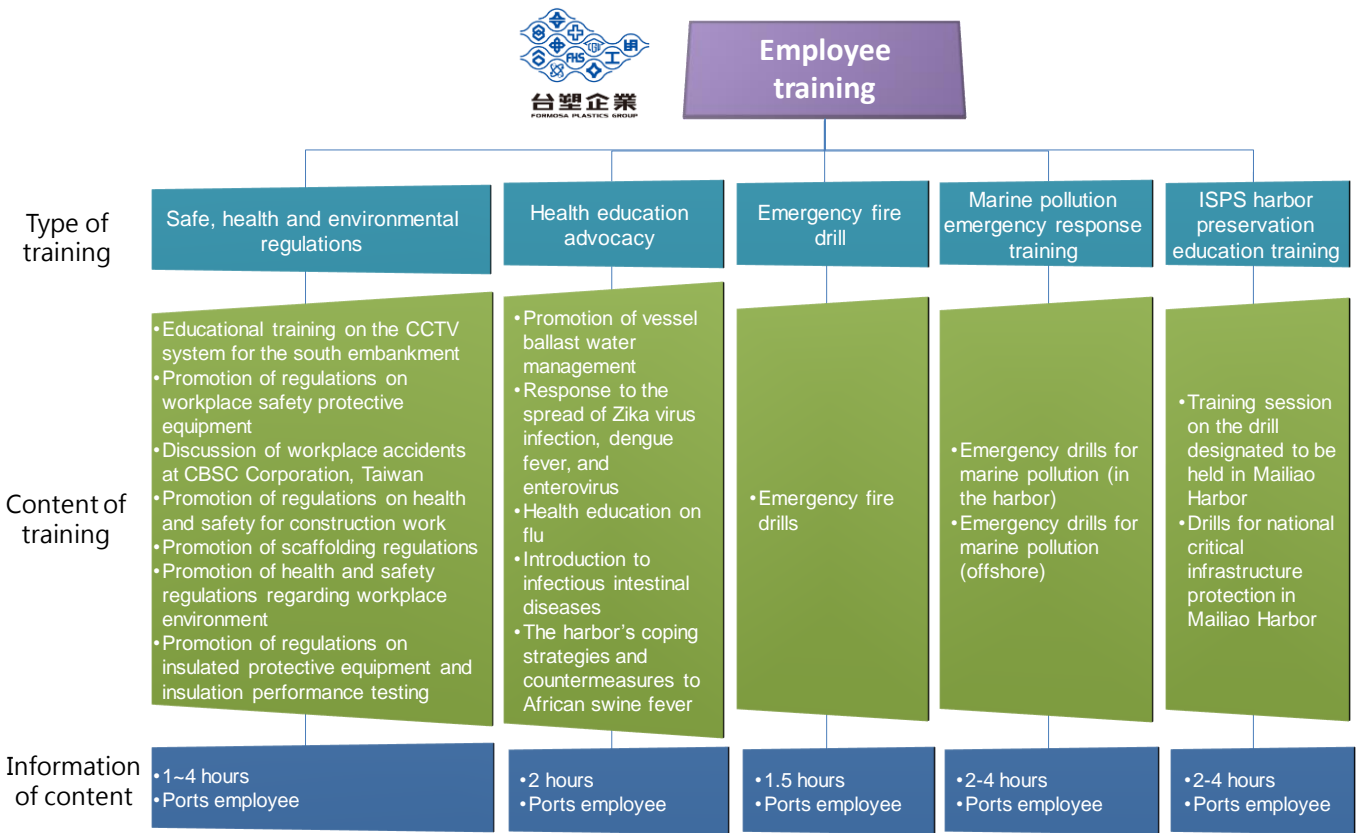 Employee
training
FHS
台塑企業
FORMOSA PLASTICS GROUP
Type of
training
Safe, health and environmental
regulations
Health education
advocacy
Emergency fire
drill
Marine pollution
emergency response
training
ISPS harbor
preservation
education training
Content of
training
•Educational training on the CCTV
system for the south embankment
•Promotion of regulations on
workplace safety protective
equipment
•Discussion of workplace accidents
at CBSC Corporation, Taiwan
•Promotion of regulations on health
and safety for construction work
•Promotion of scaffolding regulations
•Promotion of health and safety
regulations regarding workplace
environment
•Promotion of regulations on
insulated protective equipment and
insulation performance testing
•Promotion of vessel
ballast water
management
•Response to the
spread of Zika virus
infection, dengue
fever, and
enterovirus
•Health education on
flu
•Introduction to
infectious intestinal
diseases
•The harbor's coping
strategies and
countermeasures to
African swine fever
•Emergency fire
drills
•Emergency drills for
marine pollution (in
the harbor)
•Emergency drills for
marine pollution
(offshore)
•Training session
on the drill
designated to be
held in Mailiao
Harbor
•Drills for national
critical
infrastructure
protection in
Mailiao Harbor
Information
of content
•1~4 hours
•Ports employee
•2 hours
•Ports employee
•1.5 hours
•Ports employee
•2-4 hours
•Ports employee
•2-4 hours
•Ports employee